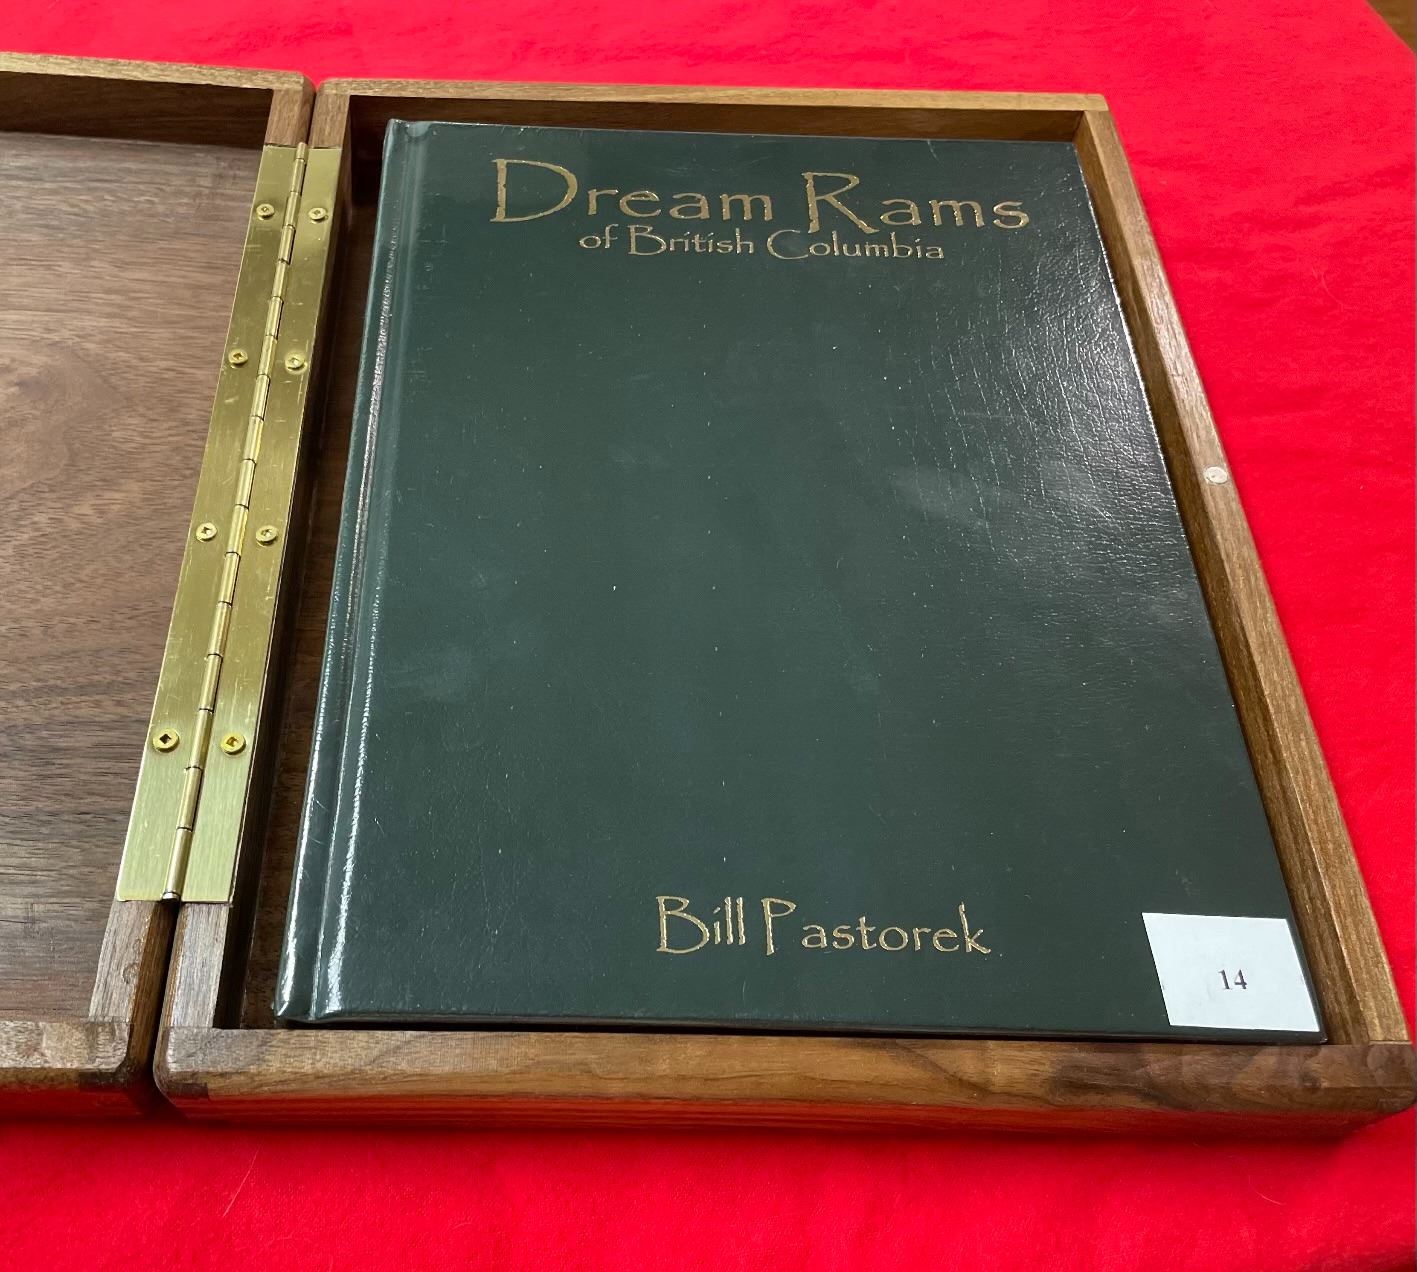 Dream Rams
of British Columbia
Bill Pastorek
14